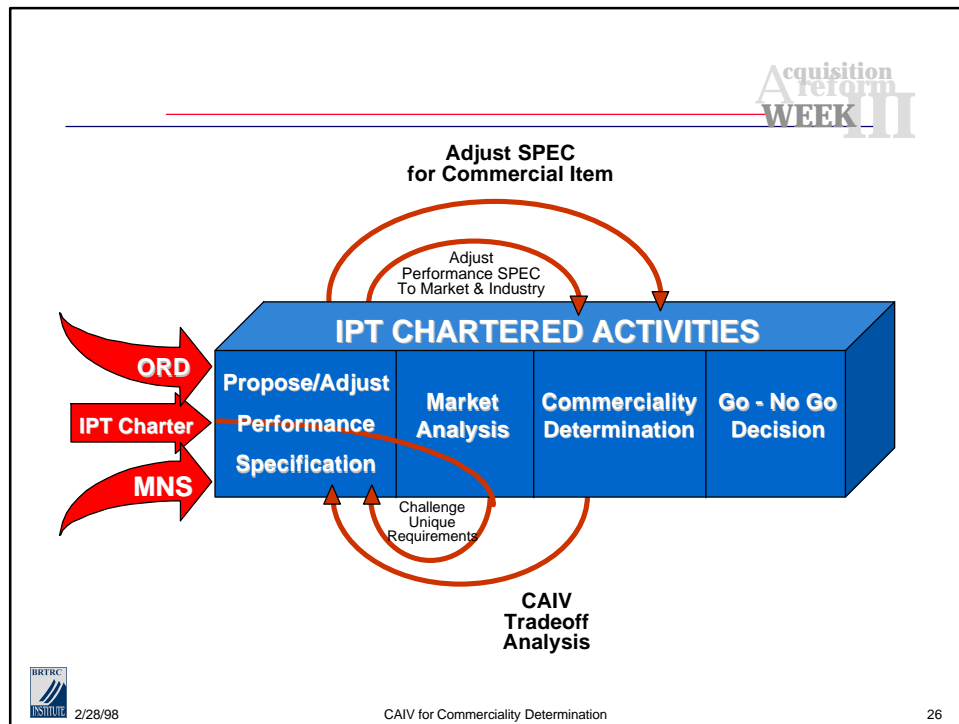 Acquisition
reform
WEEK III
Adjust SPEC
for Commercial Item
Adjust
Performance SPEC
To Market & Industry
IPT CHARTERED ACTIVITIES
ORD
IPT Charter
MNS
Propose/Adjust
Performance
Specification
Market
Analysis
Commerciality
Determination
Go - No Go
Decision
Challenge
Unique
Requirements
CAIV
Tradeoff
Analysis
BRTRC
INSTITUTE
2/28/98
CAIV for Commerciality Determination
26